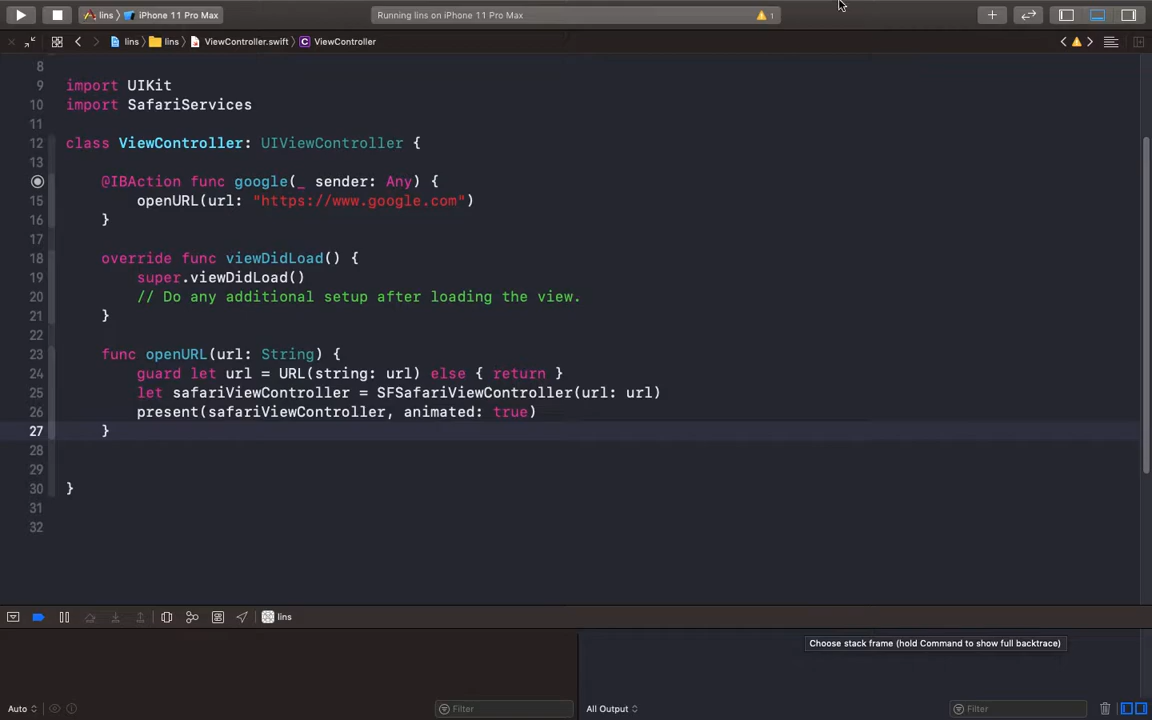 lins 〉 iPhone 11 Pro Max
Running lins on iPhone 11 Pro Max
1
lins 〉 lins 〉 ViewController.swift 〉 C ViewController
8
9 import UIKit
10 import SafariServices
11
12 class ViewController: UIViewController {
13
14 @IBAction func google(_ sender: Any) {
15 openURL(url: "https://www.google.com")
16 }
17
18 override func viewDidLoad() {
19 super.viewDidLoad()
20 // Do any additional setup after loading the view.
21 }
22
23 func openURL(url: String) {
24 guard let url = URL(string: url) else { return }
25 let safariViewController = SFSafariViewController(url: url)
26 present(safariViewController, animated: true)
27 }
28
29
30 }
31
32
lins
Choose stack frame (hold Command to show full backtrace)
Auto
Filter
All Output
Filter